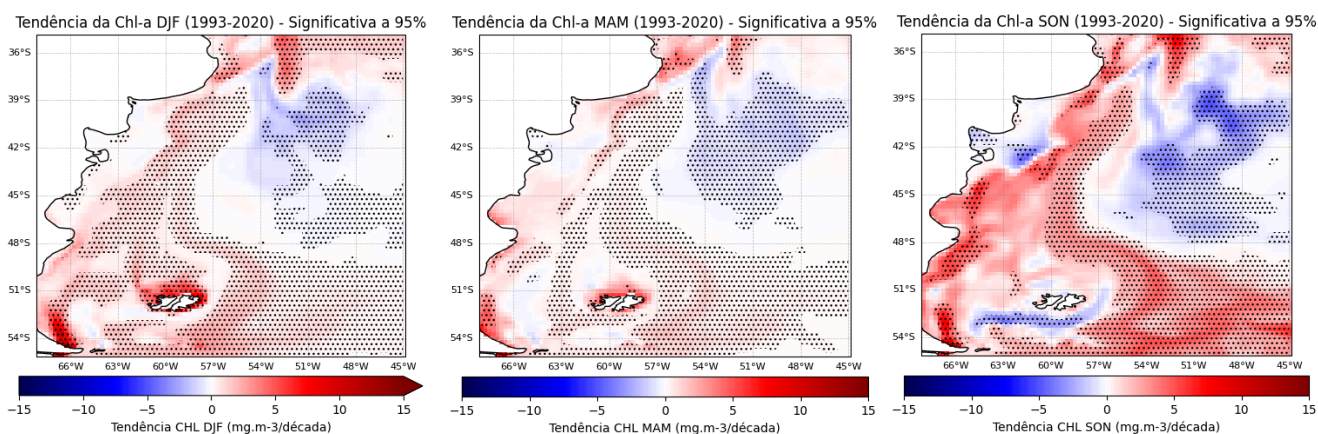 Tendência da Chl-a DJF (1993-2020) - Significativa a 95%
36°S
39°S
42°S
45°S
48°S
51°S
54°S
66°W 63°W 60°W 57°W 54°W 51°W 48°W 45°W
−15 −10 −5 0 5 10 15
Tendência CHL DJF (mg.m-3/década)
Tendência da Chl-a MAM (1993-2020) - Significativa a 95%
36°S
39°S
42°S
45°S
48°S
51°S
54°S
66°W 63°W 60°W 57°W 54°W 51°W 48°W 45°W
−15 −10 −5 0 5 10 15
Tendência CHL MAM (mg.m-3/década)
Tendência da Chl-a SON (1993-2020) - Significativa a 95%
36°S
39°S
42°S
45°S
48°S
51°S
54°S
66°W 63°W 60°W 57°W 54°W 51°W 48°W 45°W
−15 −10 −5 0 5 10 15
Tendência CHL SON (mg.m-3/década)